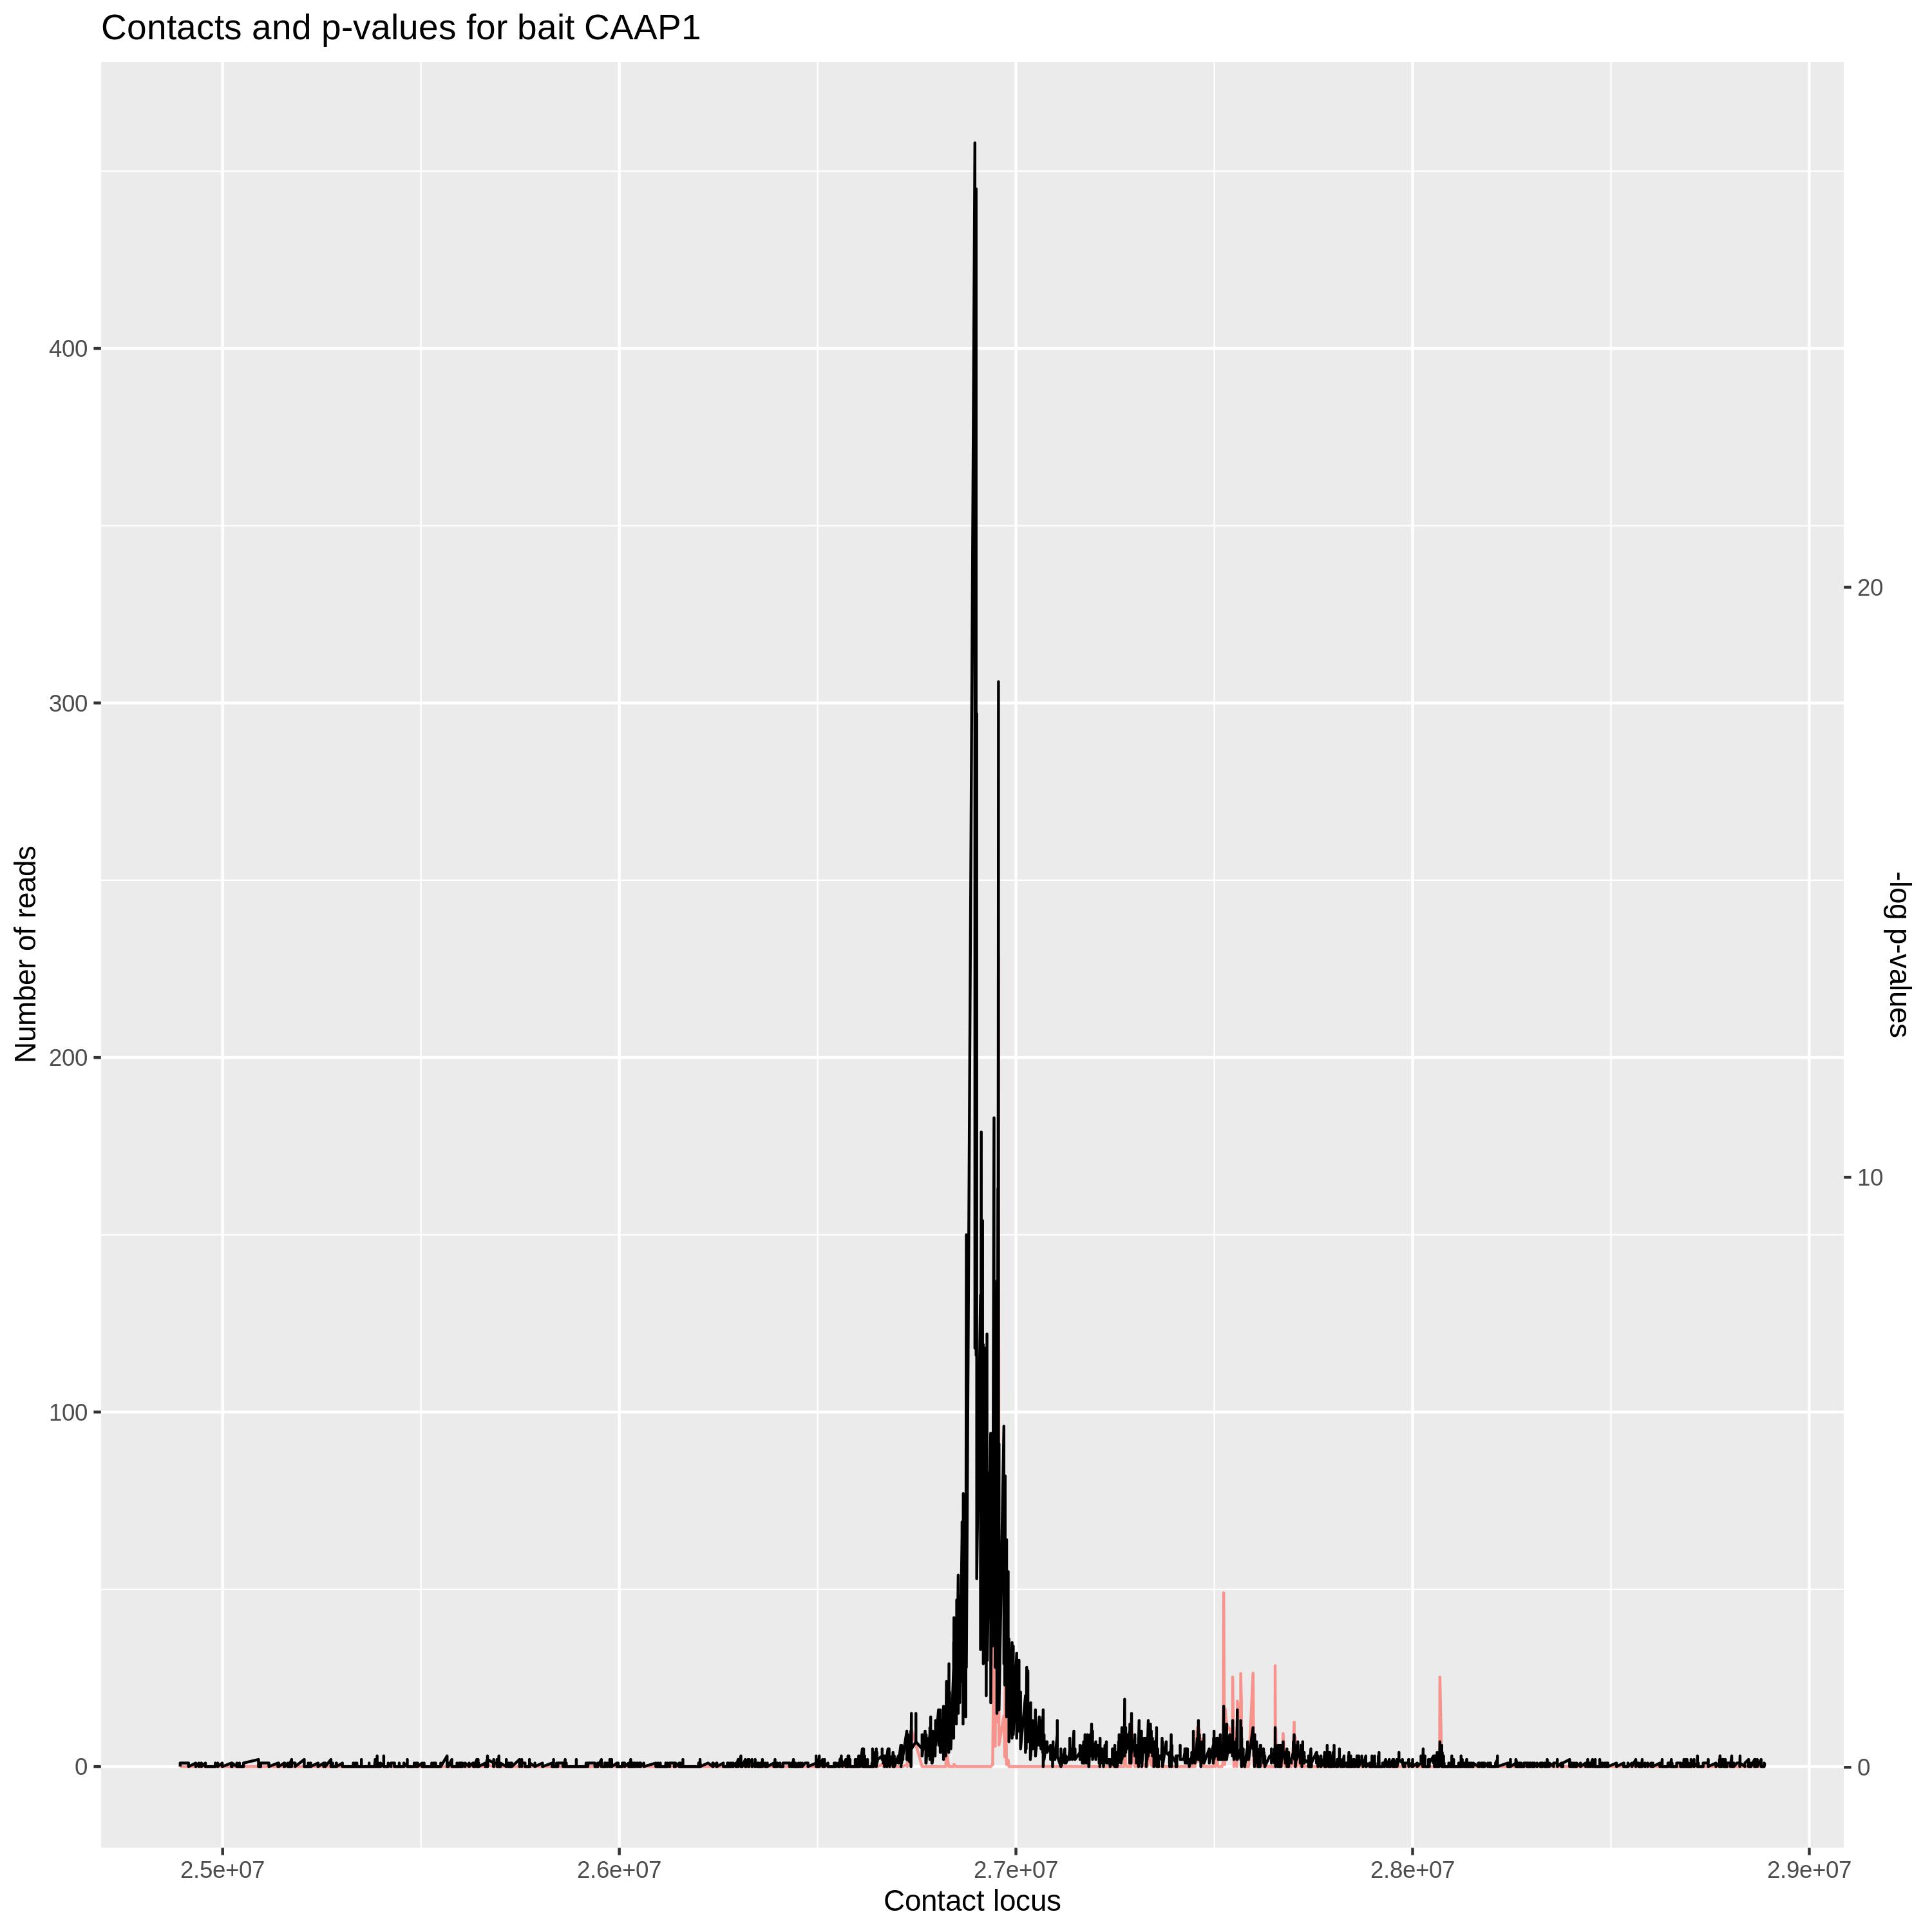 Contacts and p-values for bait CAAP1
400
300
200
100
0
20
10
0
Number of reads
-log p-values
2.5e+07
2.6e+07
2.7e+07
2.8e+07
2.9e+07
Contact locus